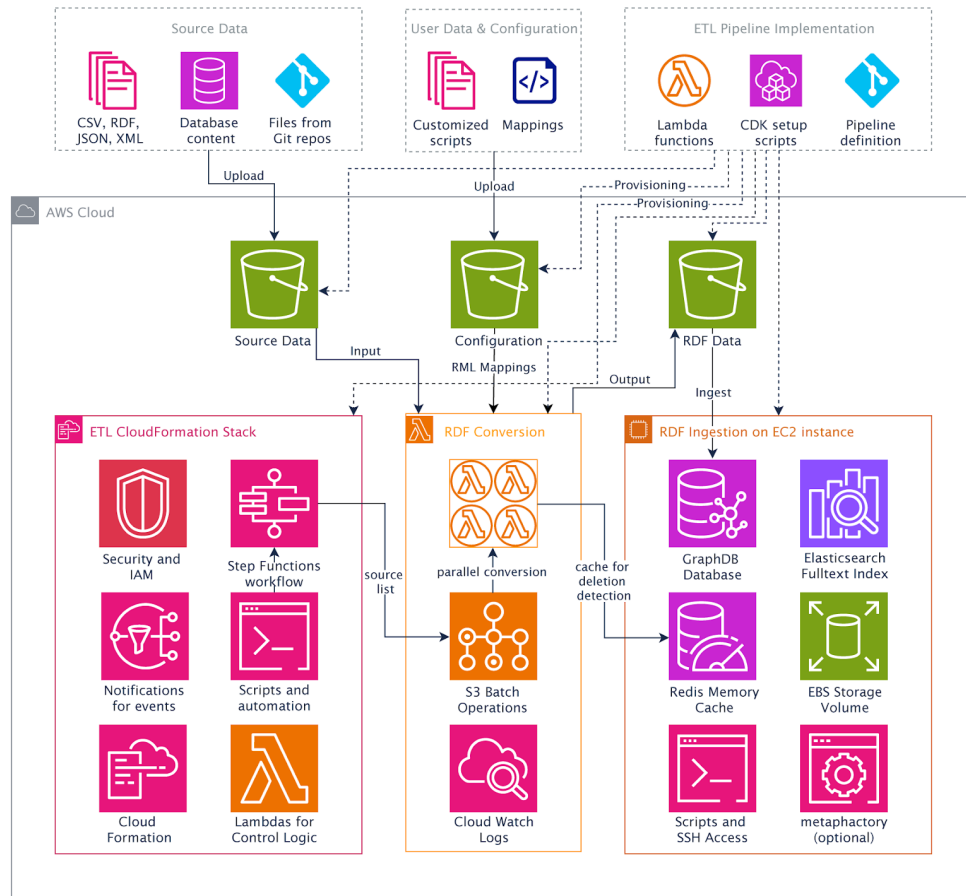 Source Data
User Data & Configuration
ETL Pipeline Implementation
CSV, RDF,
JSON, XML
Database
content
Files from
Git repos
Customized
scripts
Mappings
Lambda
functions
CDK setup
scripts
Pipeline
definition
Upload
Upload
Provisioning
Provisioning
AWS Cloud
Source Data
Configuration
RDF Data
Input
RML Mappings
Output
Ingest
ETL CloudFormation Stack
Security and
IAM
Step Functions
workflow
Notifications
for events
Scripts and
automation
Cloud
Formation
Lambdas for
Control Logic
source
list
RDF Conversion
parallel conversion
S3 Batch
Operations
Cloud Watch
Logs
cache for
deletion
detection
RDF Ingestion on EC2 instance
GraphDB
Database
Elasticsearch
Fulltext Index
Redis Memory
Cache
EBS Storage
Volume
Scripts and
SSH Access
metaphactory
(optional)